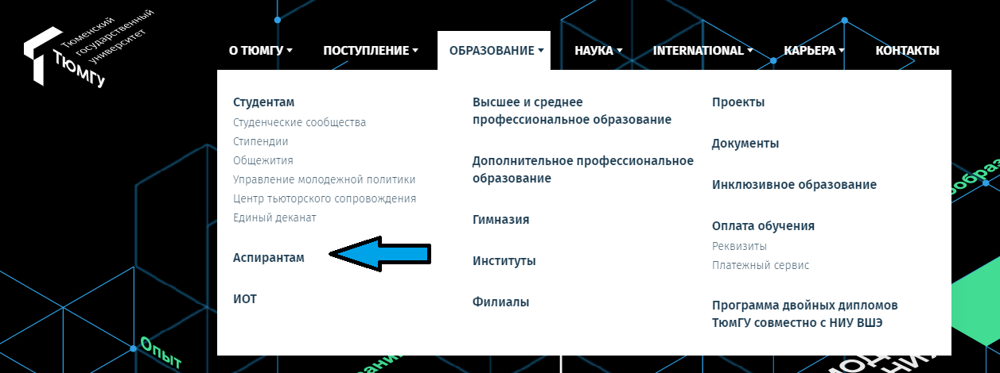 Тюменский
государственный
университет
ТЮМГУ
О ТЮМГУ
ПОСТУПЛЕНИЕ
ОБРАЗОВАНИЕ
НАУКА
INTERNATIONAL
КАРЬЕРА
КОНТАКТЫ
Студентам
Студенческие сообщества
Стипендии
Общежития
Управление молодежной политики
Центр тьюторского сопровождения
Единый деканат
Аспирантам
ИОТ
Высшее и среднее
профессиональное образование
Дополнительное профессиональное
образование
Гимназия
Институты
Филиалы
Проекты
Документы
Инклюзивное образование
Оплата обучения
Реквизиты
Платежный сервис
Программа двойных дипломов
ТюмГУ совместно с НИУ ВШЭ
Опыт